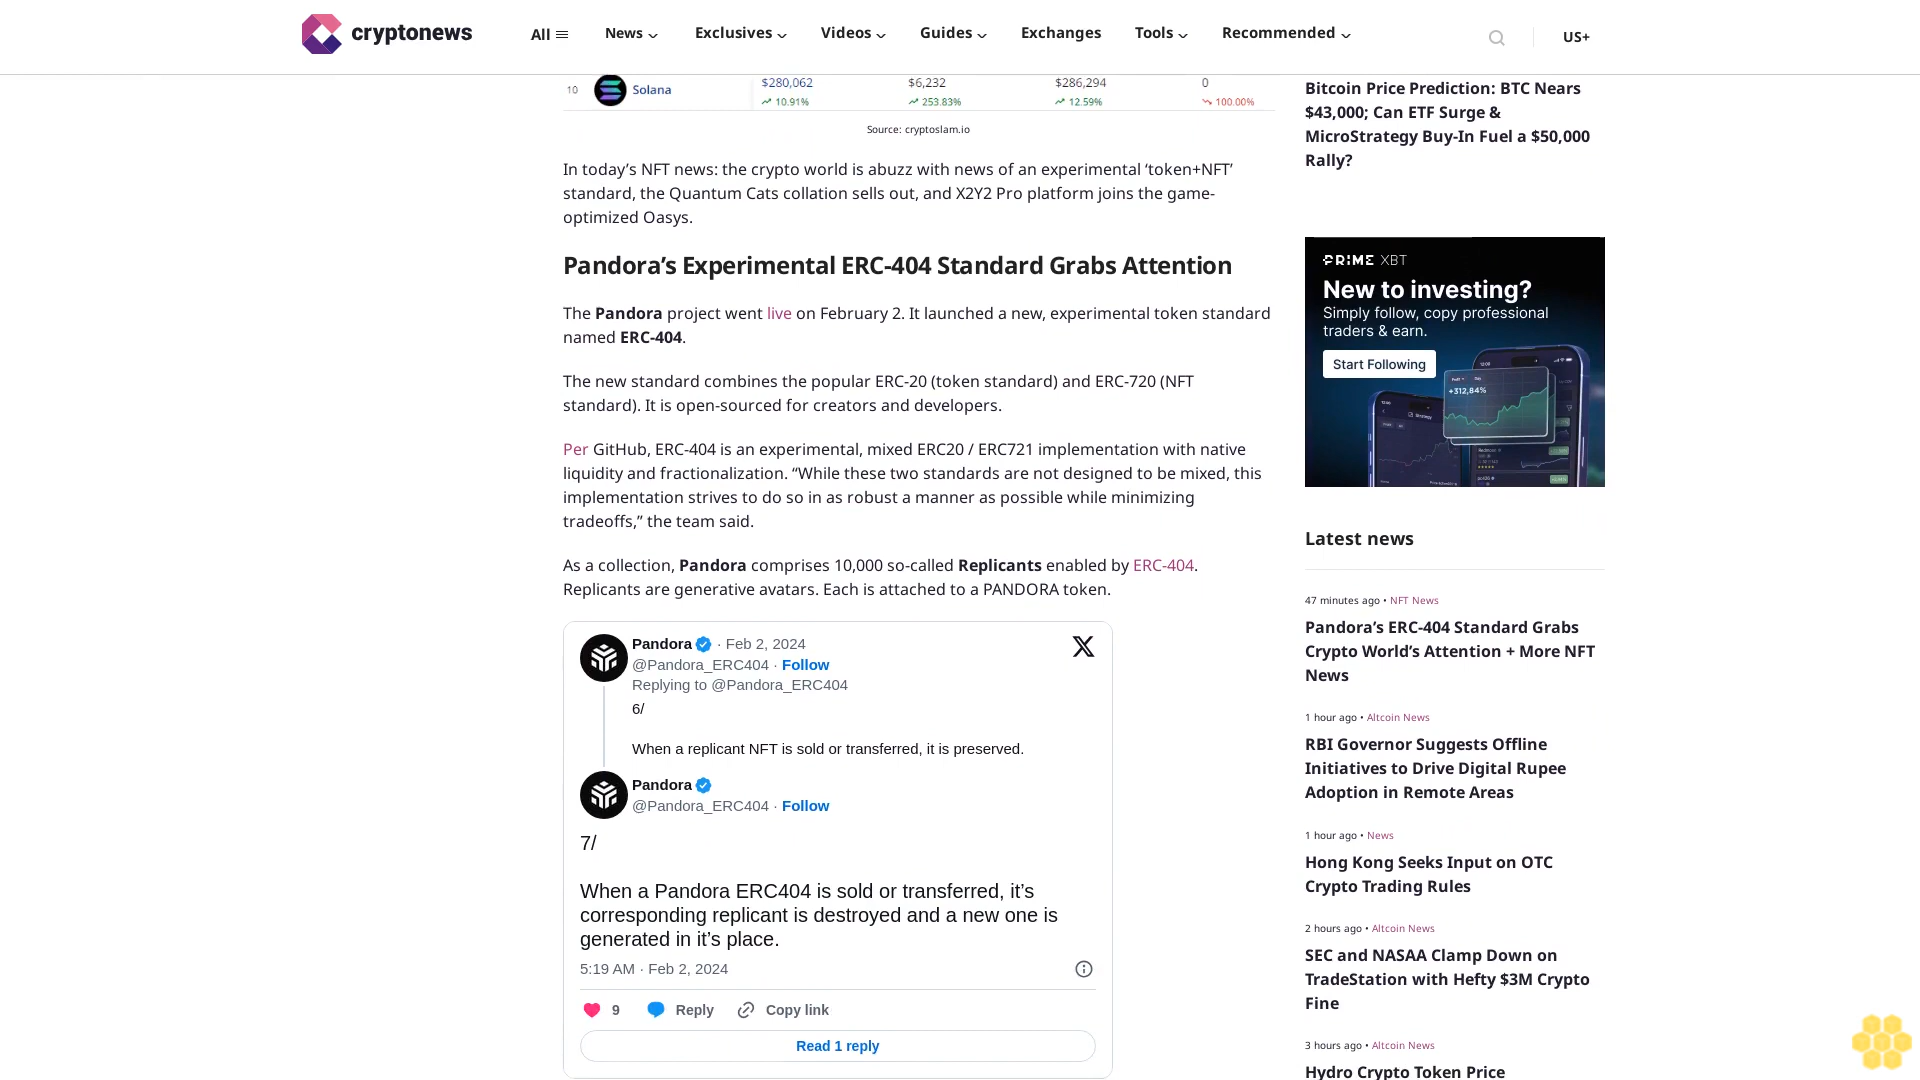 cryptonews
All
News
Exclusives
Videos
Guides
Exchanges
Tools
Recommended
US+
10
Solana
$280,062
$6,232
$286,294
0
10.91%
253.83%
12.59%
100.00%
Source: cryptoslam.io
In today’s NFT news: the crypto world is abuzz with news of an experimental ‘token+NFT’
standard, the Quantum Cats collation sells out, and X2Y2 Pro platform joins the game-
optimized Oasys.
Pandora’s Experimental ERC-404 Standard Grabs Attention
The Pandora project went live on February 2. It launched a new, experimental token standard
named ERC-404.
The new standard combines the popular ERC-20 (token standard) and ERC-720 (NFT
standard). It is open-sourced for creators and developers.
Per GitHub, ERC-404 is an experimental, mixed ERC20 / ERC721 implementation with native
liquidity and fractionalization. “While these two standards are not designed to be mixed, this
implementation strives to do so in as robust a manner as possible while minimizing
tradeoffs,” the team said.
As a collection, Pandora comprises 10,000 so-called Replicants enabled by ERC-404.
Replicants are generative avatars. Each is attached to a PANDORA token.
Pandora · Feb 2, 2024
@Pandora_ERC404 · Follow
Replying to @Pandora_ERC404
6/
When a replicant NFT is sold or transferred, it is preserved.
Pandora
@Pandora_ERC404 · Follow
7/
When a Pandora ERC404 is sold or transferred, it’s
corresponding replicant is destroyed and a new one is
generated in it’s place.
5:19 AM · Feb 2, 2024
9
Reply
Copy link
Read 1 reply
Bitcoin Price Prediction: BTC Nears
$43,000; Can ETF Surge &
MicroStrategy Buy-In Fuel a $50,000
Rally?
PRIME XBT
New to investing?
Simply follow, copy professional
traders & earn.
Start Following
+312,84%
Latest news
47 minutes ago • NFT News
Pandora’s ERC-404 Standard Grabs
Crypto World’s Attention + More NFT
News
1 hour ago • Altcoin News
RBI Governor Suggests Offline
Initiatives to Drive Digital Rupee
Adoption in Remote Areas
1 hour ago • News
Hong Kong Seeks Input on OTC
Crypto Trading Rules
2 hours ago • Altcoin News
SEC and NASAA Clamp Down on
TradeStation with Hefty $3M Crypto
Fine
3 hours ago • Altcoin News
Hydro Crypto Token Price